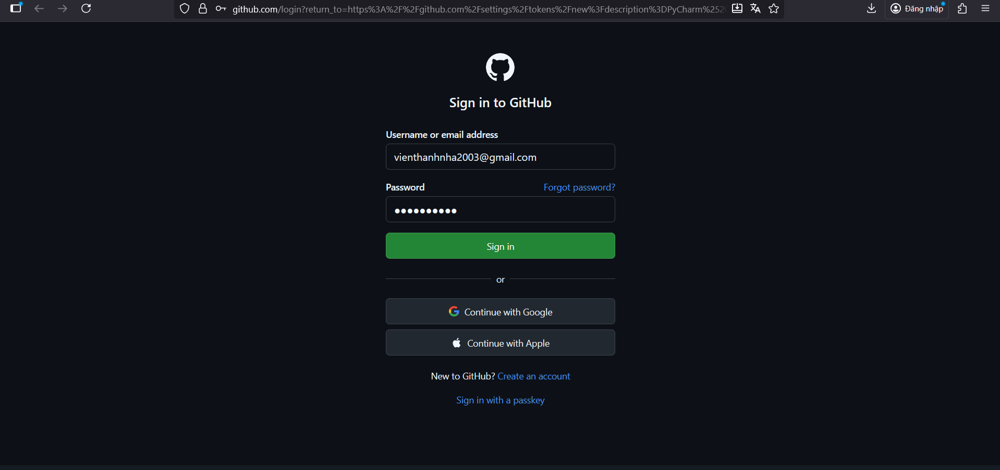 github.com/login?return_to=https%3A%2F%2Fgithub.com%2Fsettings%2Ftokens%2Fnew%3Fdescription%3DPyCharm%252
Đăng nhập
Sign in to GitHub
Username or email address
vienthanhnha2003@gmail.com
Password
Forgot password?
Sign in
or
Continue with Google
Continue with Apple
New to GitHub? Create an account
Sign in with a passkey